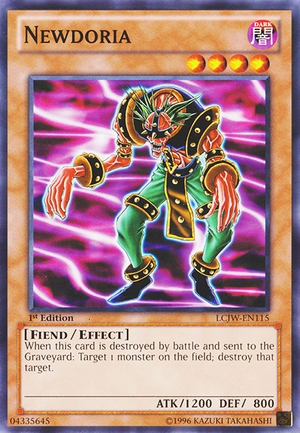 NEWDORIA
DARK
闇
1st Edition
LCJW-EN115
[FIEND / EFFECT]
When this card is destroyed by battle and sent to the
Graveyard: Target 1 monster on the field; destroy that
target.
ATK/1200 DEF/ 800
04335645
©1996 KAZUKI TAKAHASHI